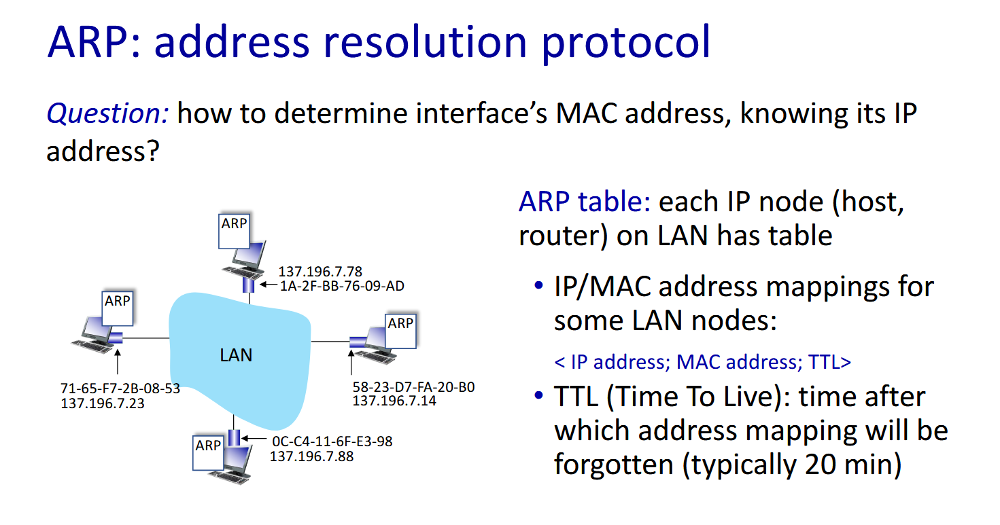 ARP: address resolution protocol
Question: how to determine interface’s MAC address, knowing its IP
address?
ARP
137.196.7.78
1A-2F-BB-76-09-AD
ARP
LAN
ARP
71-65-F7-2B-08-53
137.196.7.23
58-23-D7-FA-20-B0
137.196.7.14
ARP
0C-C4-11-6F-E3-98
137.196.7.88
ARP table: each IP node (host,
router) on LAN has table
• IP/MAC address mappings for
some LAN nodes:
< IP address; MAC address; TTL>
• TTL (Time To Live): time after
which address mapping will be
forgotten (typically 20 min)